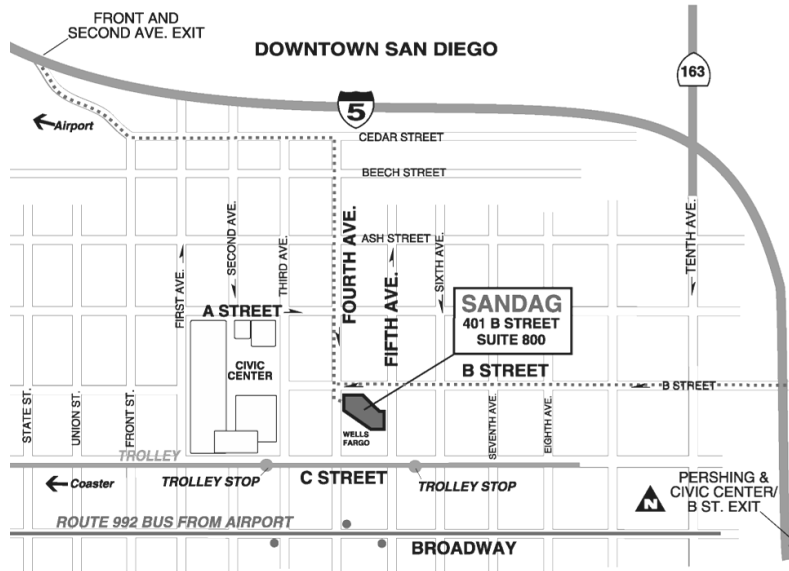 FRONT AND
SECOND AVE. EXIT
DOWNTOWN SAN DIEGO
163
5
Airport
CEDAR STREET
BEECH STREET
ASH STREET
FIRST AVE.
SECOND AVE.
THIRD AVE.
FOURTH AVE.
FIFTH AVE.
SIXTH AVE.
TENTH AVE.
A STREET
SANDAG
401 B STREET
SUITE 800
CIVIC
CENTER
B STREET
B STREET
STATE ST.
UNION ST.
FRONT ST.
WELLS
FARGO
SEVENTH AVE.
EIGHTH AVE.
TROLLEY
Coaster
TROLLEY STOP
C STREET
TROLLEY STOP
N
PERSHING &
CIVIC CENTER/
B ST. EXIT
ROUTE 992 BUS FROM AIRPORT
BROADWAY